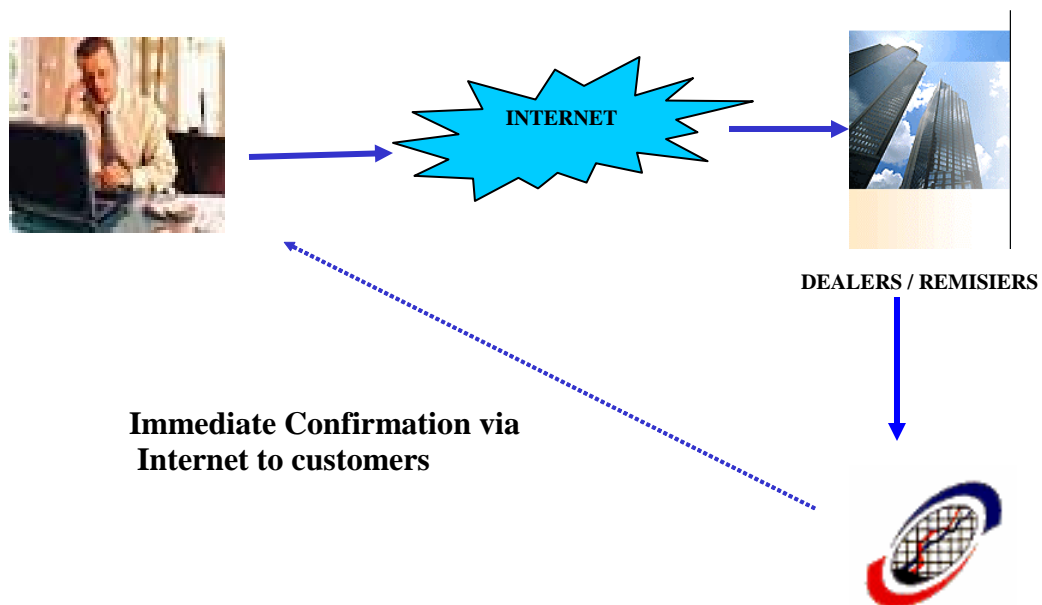 INTERNET
DEALERS / REMISIERS
Immediate Confirmation via
Internet to customers